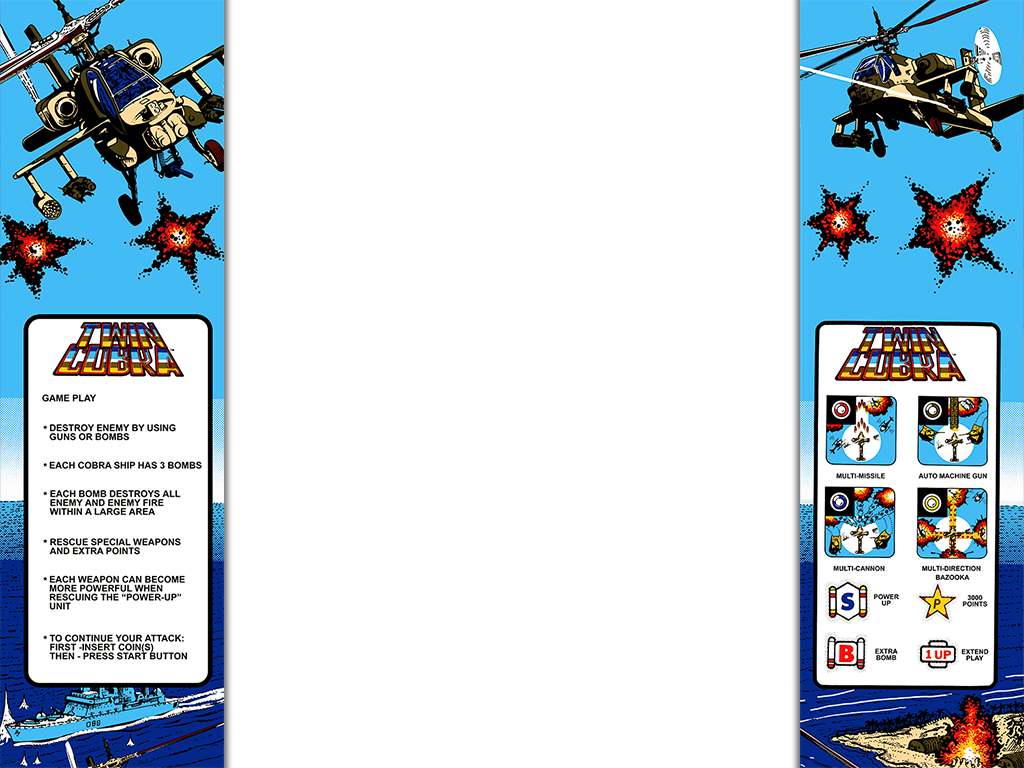 TWIN
COBRA™
GAME PLAY
* DESTROY ENEMY BY USING
GUNS OR BOMBS
* EACH COBRA SHIP HAS 3 BOMBS
* EACH BOMB DESTROYS ALL
ENEMY AND ENEMY FIRE
WITHIN A LARGE AREA
* RESCUE SPECIAL WEAPONS
AND EXTRA POINTS
* EACH WEAPON CAN BECOME
MORE POWERFUL WHEN
RESCUING THE “POWER-UP”
UNIT
* TO CONTINUE YOUR ATTACK:
FIRST -INSERT COIN(S)
THEN - PRESS START BUTTON
D98
TWIN
COBRA™
MULTI-MISSILE
AUTO MACHINE GUN
MULTI-CANNON
MULTI-DIRECTION
BAZOOKA
S
POWER
UP
P
3000
POINTS
B
EXTRA
BOMB
1 UP
EXTEND
PLAY